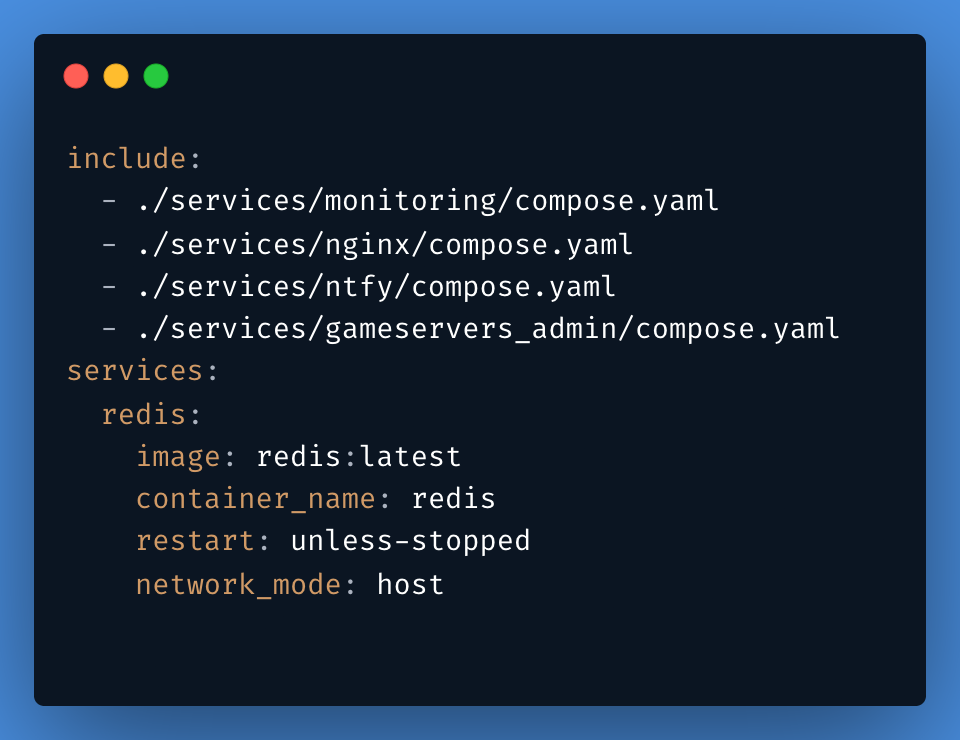 include:
  - ./services/monitoring/compose.yaml
  - ./services/nginx/compose.yaml
  - ./services/ntfy/compose.yaml
  - ./services/gameservers_admin/compose.yaml
services:
  redis:
    image: redis:latest
    container_name: redis
    restart: unless-stopped
    network_mode: host